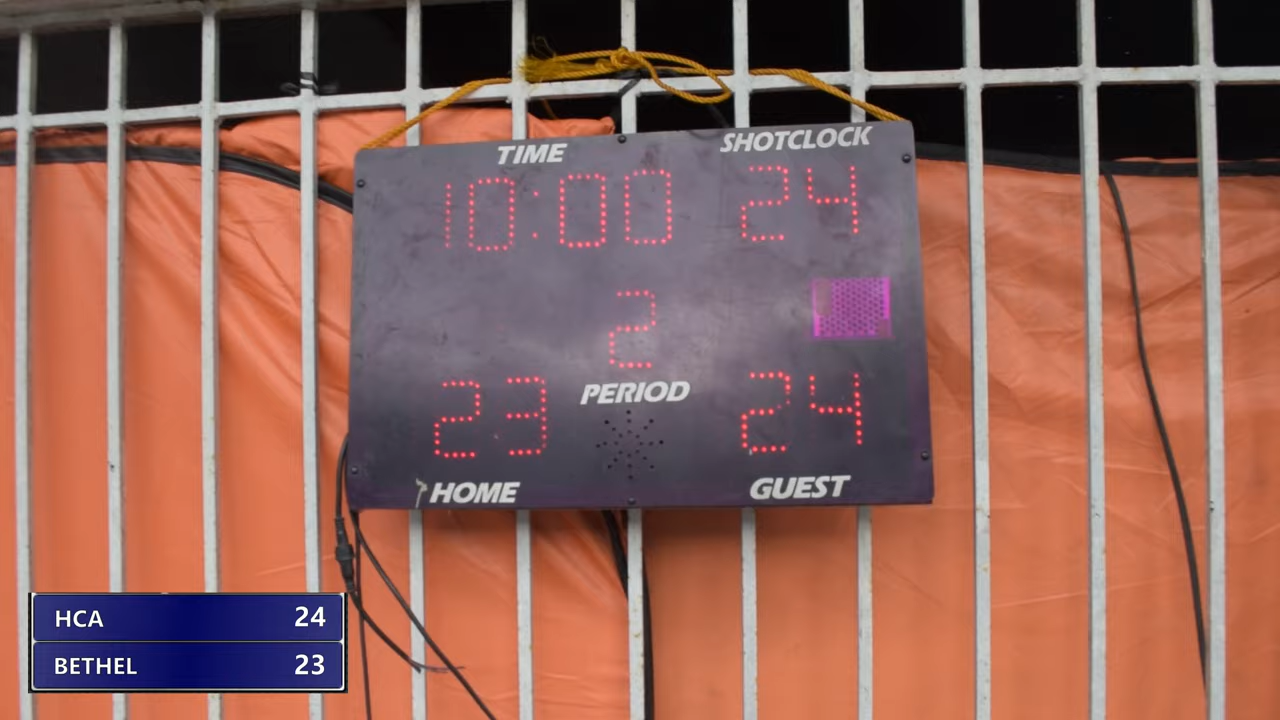 TIME
SHOTCLOCK
10:00
24
2
PERIOD
23
24
HOME
GUEST
HCA 24
BETHEL 23